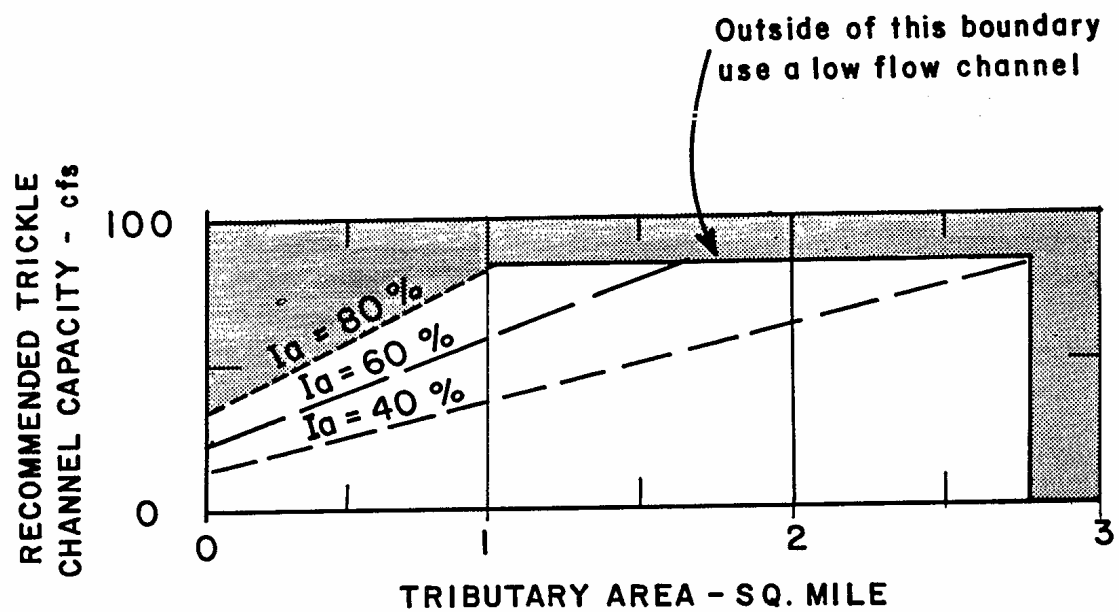 Outside of this boundary
use a low flow channel
RECOMMENDED TRICKLE
CHANNEL CAPACITY - cfs
100
0
Ia = 80 %
Ia = 60 %
Ia = 40 %
0
1
2
3
TRIBUTARY AREA - SQ. MILE